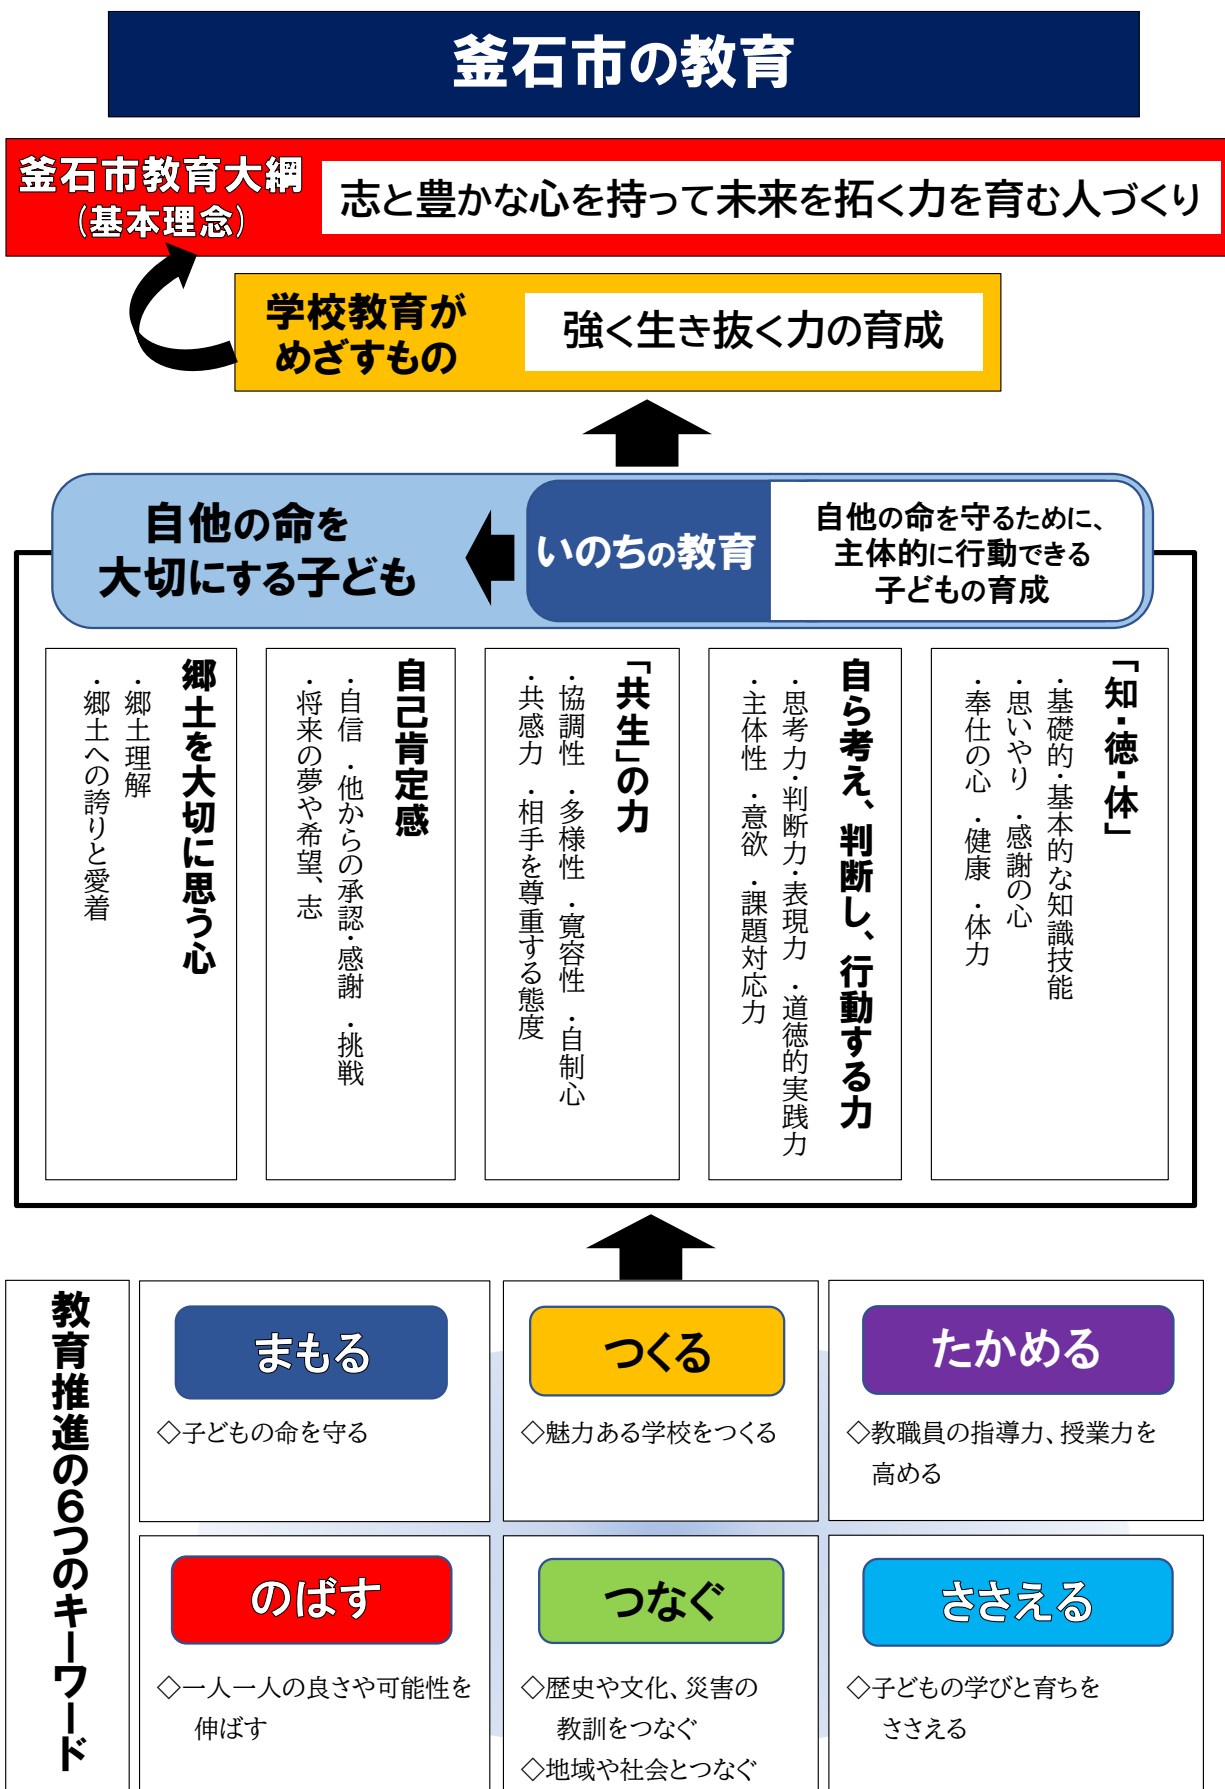 釜石市の教育
釜石市教育大綱
(基本理念)
志と豊かな心を持って未来を拓く力を育む人づくり
学校教育が
めざすもの
強く生き抜く力の育成
自他の命を
大切にする子ども
いのちの教育
自他の命を守るために、
主体的に行動できる
子どもの育成
「知・徳・体」
・基礎的・基本的な知識技能
・思いやり ・感謝の心
・奉仕の心 ・健康 ・体力
自ら考え、判断し、行動する力
・思考力・判断力・表現力 ・道徳的実践力
・主体性 ・意欲 ・課題対応力
「共生」の力
・協調性 ・多様性 ・寛容性 ・自制心
・共感力 ・相手を尊重する態度
自己肯定感
・自信 ・他からの承認・感謝 ・挑戦
・将来の夢や希望、志
郷土を大切に思う心
・郷土理解
・郷土への誇りと愛着
教育推進の6つのキーワード
まもる
◇子どもの命を守る
つくる
◇魅力ある学校をつくる
たかめる
◇教職員の指導力、授業力を
高める
のばす
◇一人一人の良さや可能性を
伸ばす
つなぐ
◇歴史や文化、災害の
教訓をつなぐ
◇地域や社会とつなぐ
ささえる
◇子どもの学びと育ちを
ささえる